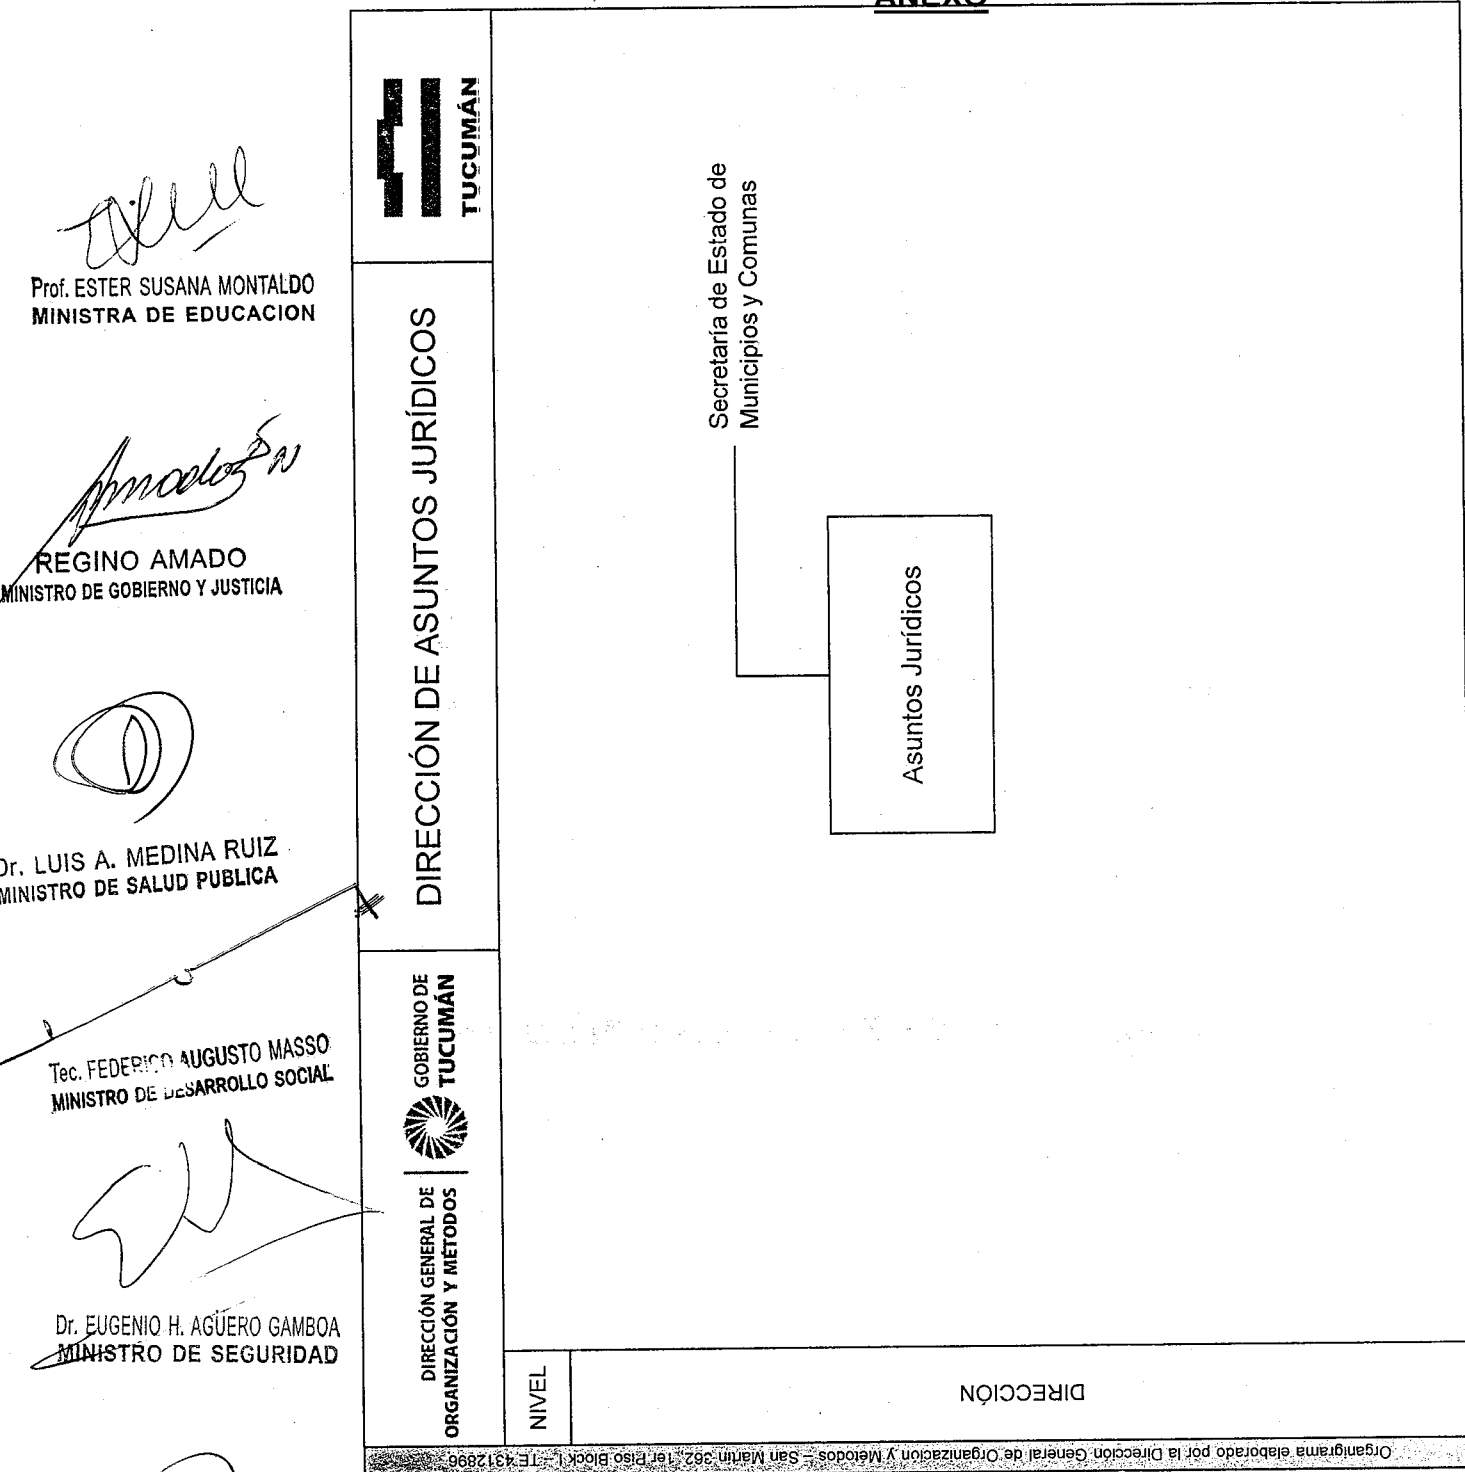 ANEXO
Prof. ESTER SUSANA MONTALDO
MINISTRA DE EDUCACION
REGINO AMADO
MINISTRO DE GOBIERNO Y JUSTICIA
Dr. LUIS A. MEDINA RUIZ
MINISTRO DE SALUD PUBLICA
Tec. FEDERICO AUGUSTO MASSO
MINISTRO DE DESARROLLO SOCIAL
Dr. EUGENIO H. AGÜERO GAMBOA
MINISTRO DE SEGURIDAD
DIRECCIÓN GENERAL DE
ORGANIZACIÓN Y MÉTODOS
GOBIERNO DE
TUCUMÁN
DIRECCIÓN DE ASUNTOS JURÍDICOS
TUCUMÁN
NIVEL
DIRECCIÓN
Secretaría de Estado de
Municipios y Comunas
Asuntos Jurídicos
Organigrama elaborado por la Dirección General de Organización y Métodos – San Martín 362, 1er Piso Block I – TE 4312896